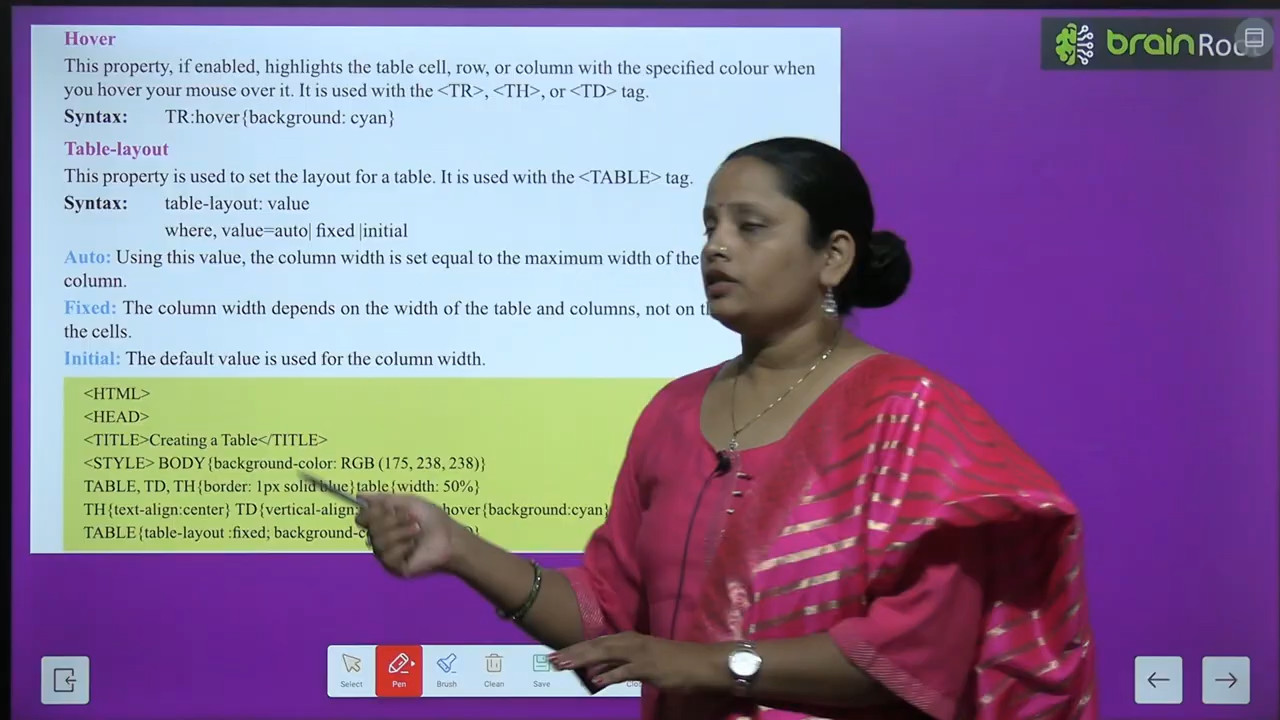 Hover
This property, if enabled, highlights the table cell, row, or column with the specified colour when
you hover your mouse over it. It is used with the <TR>, <TH>, or <TD> tag.
Syntax: TR:hover{background: cyan}
Table-layout
This property is used to set the layout for a table. It is used with the <TABLE> tag.
Syntax: table-layout: value
where, value=auto| fixed |initial
Auto: Using this value, the column width is set equal to the maximum width of the
column.
Fixed: The column width depends on the width of the table and columns, not on
the cells.
Initial: The default value is used for the column width.
<HTML>
<HEAD>
<TITLE>Creating a Table</TITLE>
<STYLE> BODY{background-color: RGB (175, 238, 238)}
TABLE, TD, TH{border: 1px solid blue}table{width: 50%}
TH{text-align:center} TD{vertical-align: hover{background:cyan}
TABLE{table-layout :fixed;
brainRoot
Select
Pen
Brush
Clean
Save